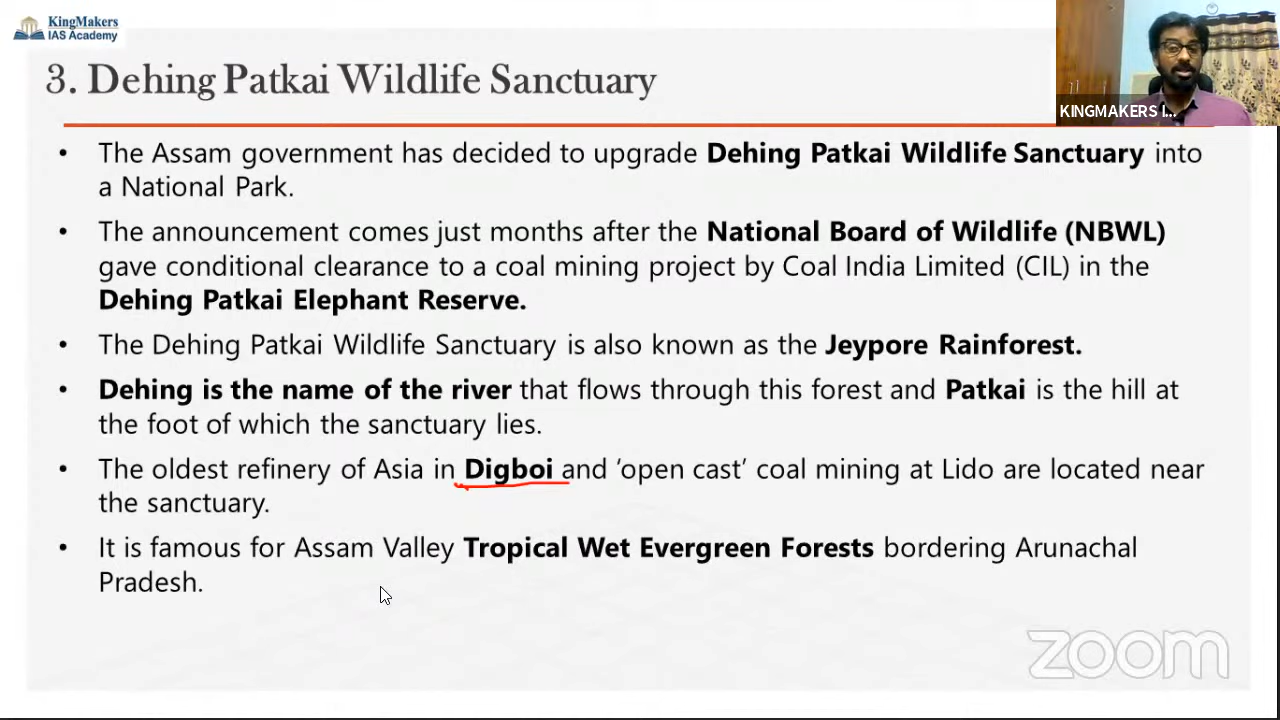 KingMakers
IAS Academy
3. Dehing Patkai Wildlife Sanctuary
KINGMAKERS I...
• The Assam government has decided to upgrade Dehing Patkai Wildlife Sanctuary into
a National Park.
• The announcement comes just months after the National Board of Wildlife (NBWL)
gave conditional clearance to a coal mining project by Coal India Limited (CIL) in the
Dehing Patkai Elephant Reserve.
• The Dehing Patkai Wildlife Sanctuary is also known as the Jeypore Rainforest.
• Dehing is the name of the river that flows through this forest and Patkai is the hill at
the foot of which the sanctuary lies.
• The oldest refinery of Asia in Digboi and 'open cast' coal mining at Lido are located near
the sanctuary.
• It is famous for Assam Valley Tropical Wet Evergreen Forests bordering Arunachal
Pradesh.
zoom